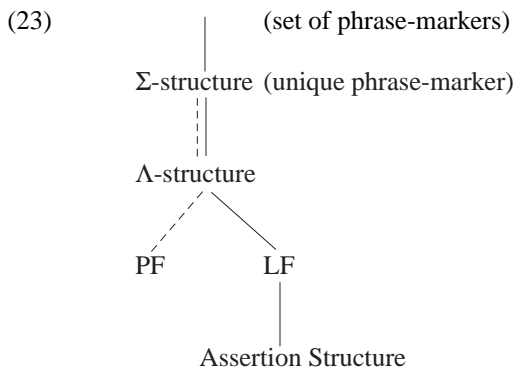 (23) (set of phrase-markers)
Σ-structure (unique phrase-marker)
Λ-structure
PF LF
Assertion Structure